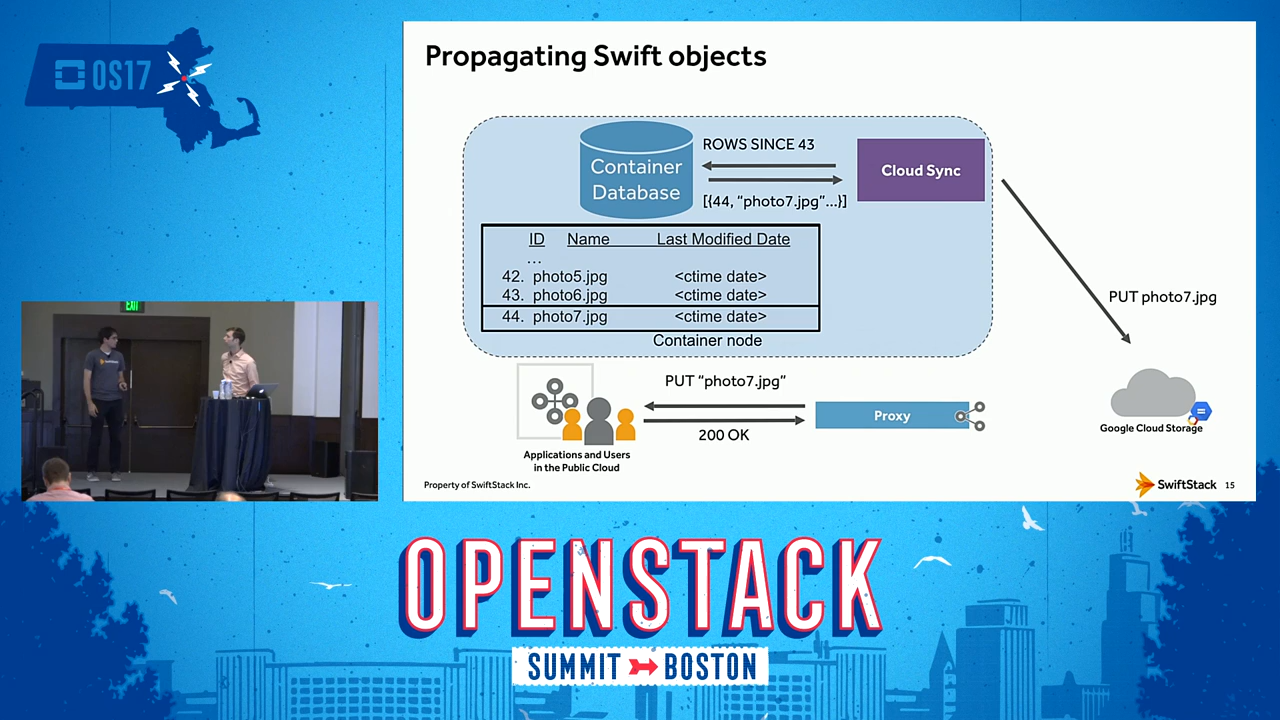 OS17
Propagating Swift objects
Container
Database
ROWS SINCE 43
[{44, “photo7.jpg”...}]
Cloud Sync
ID Name Last Modified Date
...
42. photo5.jpg <ctime date>
43. photo6.jpg <ctime date>
44. photo7.jpg <ctime date>
Container node
PUT photo7.jpg
PUT “photo7.jpg”
200 OK
Proxy
Applications and Users
in the Public Cloud
Google Cloud Storage
Property of SwiftStack Inc.
SwiftStack 15
EXIT
SwiftStack
OPENSTACK
SUMMIT BOSTON